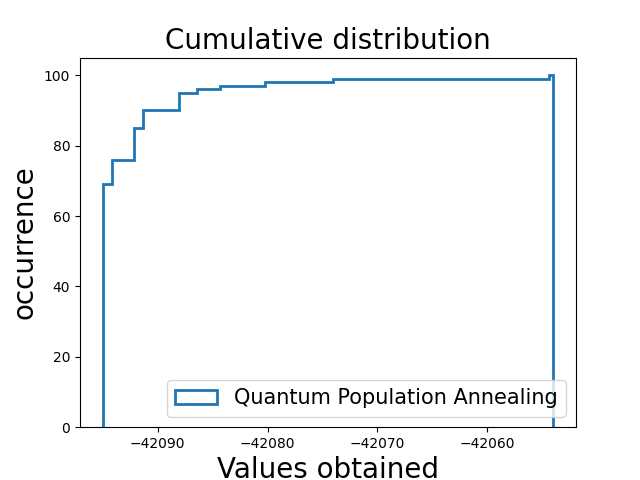 Cumulative distribution
occurrence
100
80
60
40
20
0
Quantum Population Annealing
−42090 −42080 −42070 −42060
Values obtained